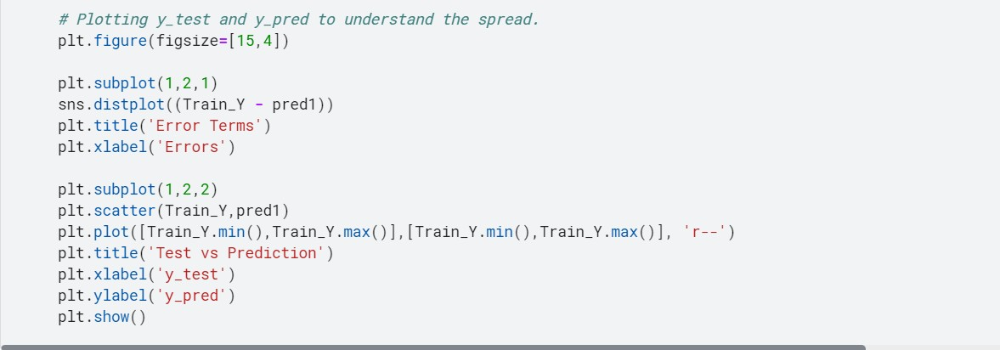 # Plotting y_test and y_pred to understand the spread.
plt.figure(figsize=[15,4])
plt.subplot(1,2,1)
sns.distplot((Train_Y - pred1))
plt.title('Error Terms')
plt.xlabel('Errors')
plt.subplot(1,2,2)
plt.scatter(Train_Y,pred1)
plt.plot([Train_Y.min(),Train_Y.max()],[Train_Y.min(),Train_Y.max()], 'r--')
plt.title('Test vs Prediction')
plt.xlabel('y_test')
plt.ylabel('y_pred')
plt.show()